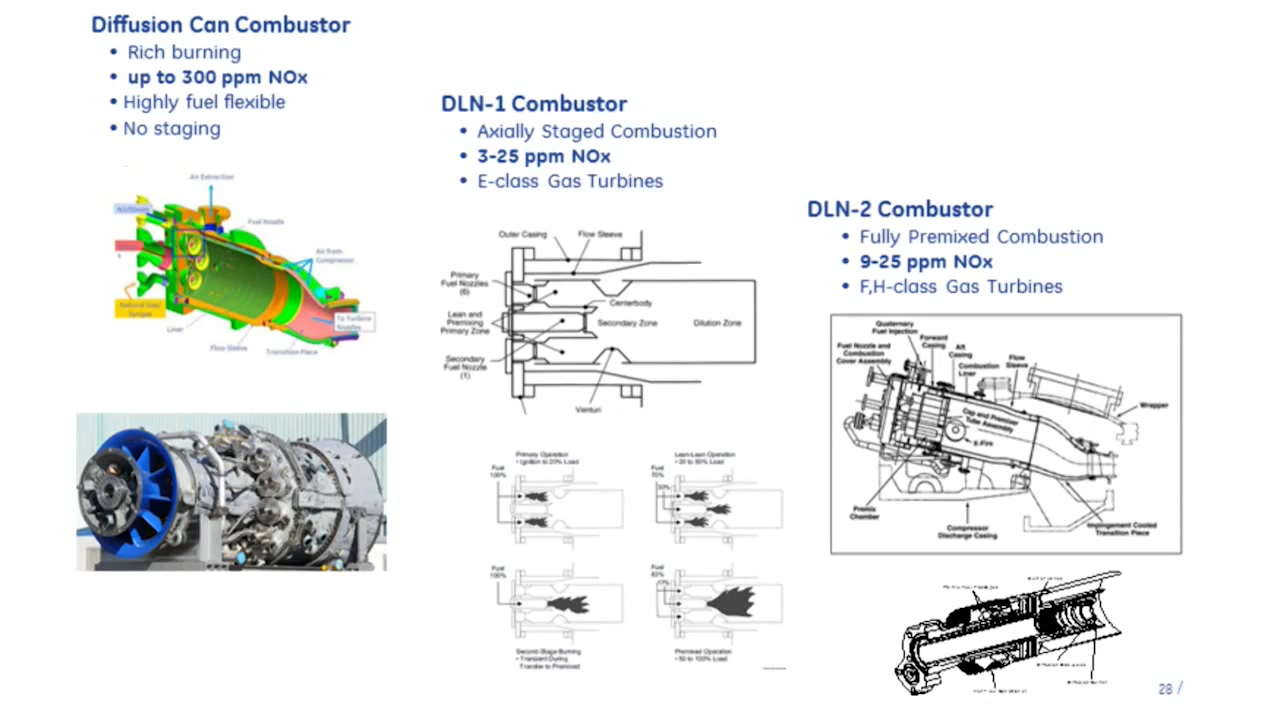 Diffusion Can Combustor
• Rich burning
• up to 300 ppm NOx
• Highly fuel flexible
• No staging
Air Extraction
Fuel Nozzle
Air from
Compressor
Natural Gas/
To Turbine
Nozzles
Liner
Flow Sleeve
Transition Piece
DLN-1 Combustor
• Axially Staged Combustion
• 3-25 ppm NOx
• E-class Gas Turbines
Outer Casing
Flow Sleeve
Primary
Fuel Nozzles
(6)
Centerbody
Lean and
Premixing
Primary Zone
Secondary Zone
Dilution Zone
Secondary
Fuel Nozzle
(1)
Venturi
Primary Operation
• Ignition to 20% Load
Fuel
100%
Lean-Lean Operation
• 20 to 50% Load
Fuel
70%
30%
Fuel
100%
Second-Stage Burning
• Transient During
Transfer to Premixed
Fuel
83%
17%
Premixed Operation
• 50 to 100% Load
DLN-2 Combustor
• Fully Premixed Combustion
• 9-25 ppm NOx
• F,H-class Gas Turbines
Quaternary
Fuel Injection
Forward
Casing
Fuel Nozzle and
Combustion
Cover Assembly
Aft
Casing
Combustion
Liner
Flow
Sleeve
Wrapper
Cap and Premixer
Tube Assembly
X-Fire
Premix
Chamber
Compressor
Discharge Casing
Impingement Cooled
Transition Piece
28 /